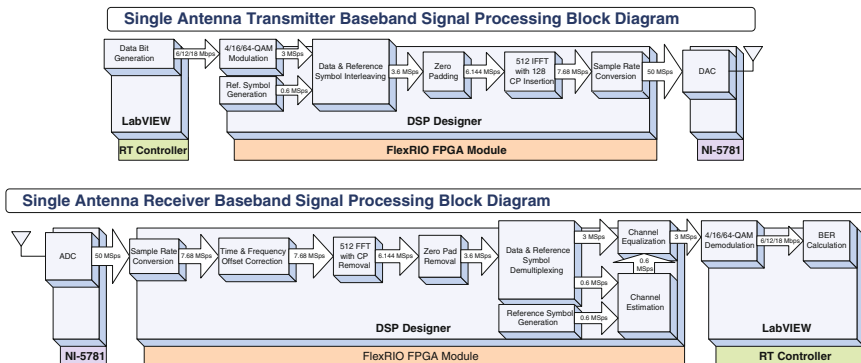 Single Antenna Transmitter Baseband Signal Processing Block Diagram
Data Bit
Generation
6/12/18 Mbps
4/16/64-QAM
Modulation
3 MSps
Ref. Symbol
Generation
0.6 MSps
Data & Reference
Symbol Interleaving
3.6 MSps
Zero
Padding
6.144 MSps
512 IFFT
with 128
CP Insertion
7.68 MSps
Sample Rate
Conversion
50 MSps
DAC
LabVIEW
DSP Designer
RT Controller
FlexRIO FPGA Module
NI-5781
Single Antenna Receiver Baseband Signal Processing Block Diagram
ADC
50 MSps
Sample Rate
Conversion
7.68 MSps
Time & Frequency
Offset Correction
7.68 MSps
512 FFT
with CP
Removal
6.144 MSps
Zero Pad
Removal
3.6 MSps
Data & Reference
Symbol
Demultiplexing
3 MSps
Channel
Equalization
3 MSps
4/16/64-QAM
Demodulation
6/12/18 Mbps
BER
Calculation
0.6
MSps
0.6 MSps
Channel
Estimation
Reference Symbol
Generation
0.6 MSps
DSP Designer
LabVIEW
NI-5781
FlexRIO FPGA Module
RT Controller